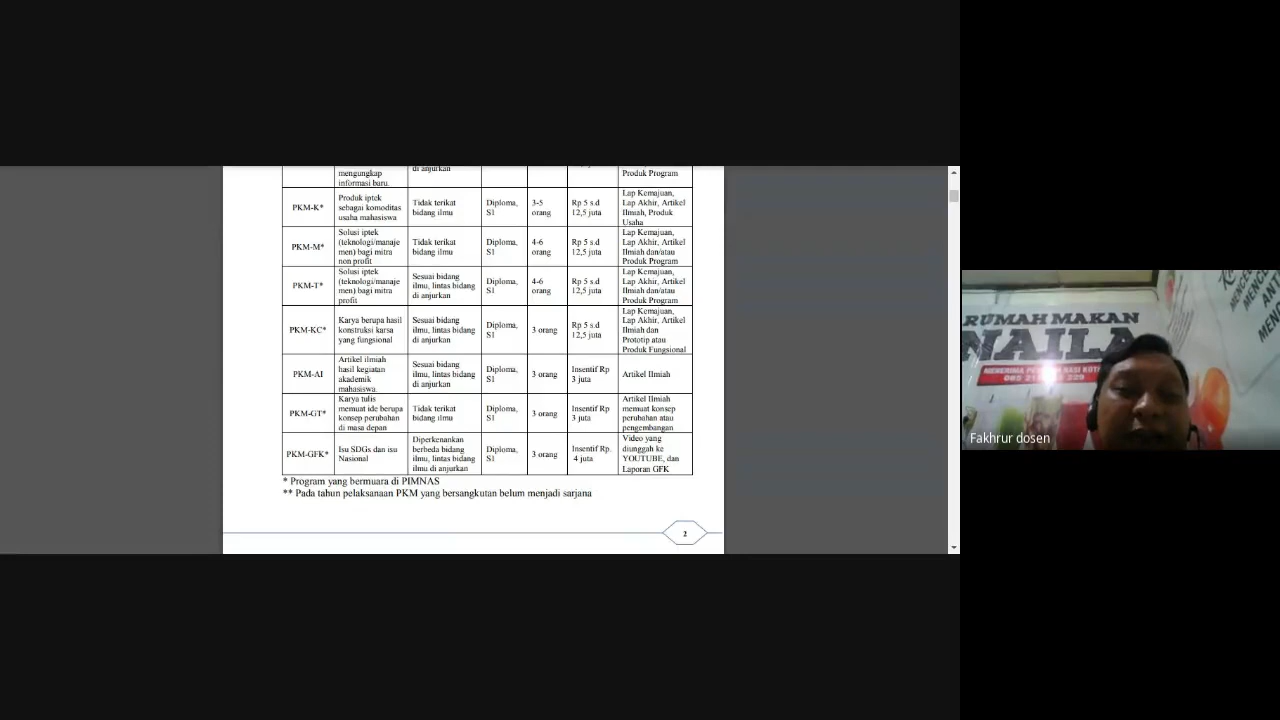 mengungkap
informasi baru.
di anjurkan
Produk Program
PKM-K*
Produk iptek
sebagai komoditas
usaha mahasiswa
Tidak terikat
bidang ilmu
Diploma,
S1
3-5
orang
Rp 5 s.d
12,5 juta
Lap Kemajuan,
Lap Akhir, Artikel
Ilmiah, Produk
Usaha
PKM-M*
Solusi iptek
(teknologi/manaje
men) bagi mitra
non profit
Tidak terikat
bidang ilmu
Diploma,
S1
4-6
orang
Rp 5 s.d
12,5 juta
Lap Kemajuan,
Lap Akhir, Artikel
Ilmiah dan/atau
Produk Program
PKM-T*
Solusi iptek
(teknologi/manaje
men) bagi mitra
profit
Sesuai bidang
ilmu, lintas bidang
di anjurkan
Diploma,
S1
4-6
orang
Rp 5 s.d
12,5 juta
Lap Kemajuan,
Lap Akhir, Artikel
Ilmiah dan/atau
Produk Program
PKM-KC*
Karya berupa hasil
konstruksi karsa
yang fungsional
Sesuai bidang
ilmu, lintas bidang
di anjurkan
Diploma,
S1
3 orang
Rp 5 s.d
12,5 juta
Lap Kemajuan,
Lap Akhir, Artikel
Ilmiah dan
Prototip atau
Produk Fungsional
PKM-AI
Artikel ilmiah
hasil kegiatan
akademik
mahasiswa.
Sesuai bidang
ilmu, lintas bidang
di anjurkan
Diploma,
S1
3 orang
Insentif Rp
3 juta
Artikel Ilmiah
PKM-GT*
Karya tulis
memuat ide berupa
konsep perubahan
di masa depan
Tidak terikat
bidang ilmu
Diploma,
S1
3 orang
Insentif Rp
3 juta
Artikel Ilmiah
memuat konsep
perubahan atau
pengembangan
PKM-GFK*
Isu SDGs dan isu
Nasional
Diperkenankan
berbeda bidang
ilmu, lintas bidang
ilmu di anjurkan
Diploma,
S1
3 orang
Insentif Rp.
4 juta
Video yang
diunggah ke
YOUTUBE, dan
Laporan GFK
* Program yang bermuara di PIMNAS
** Pada tahun pelaksanaan PKM yang bersangkutan belum menjadi sarjana
2
RUMAH MAKAN
NAILA
MENERIMA NASI
Fakhrur dosen